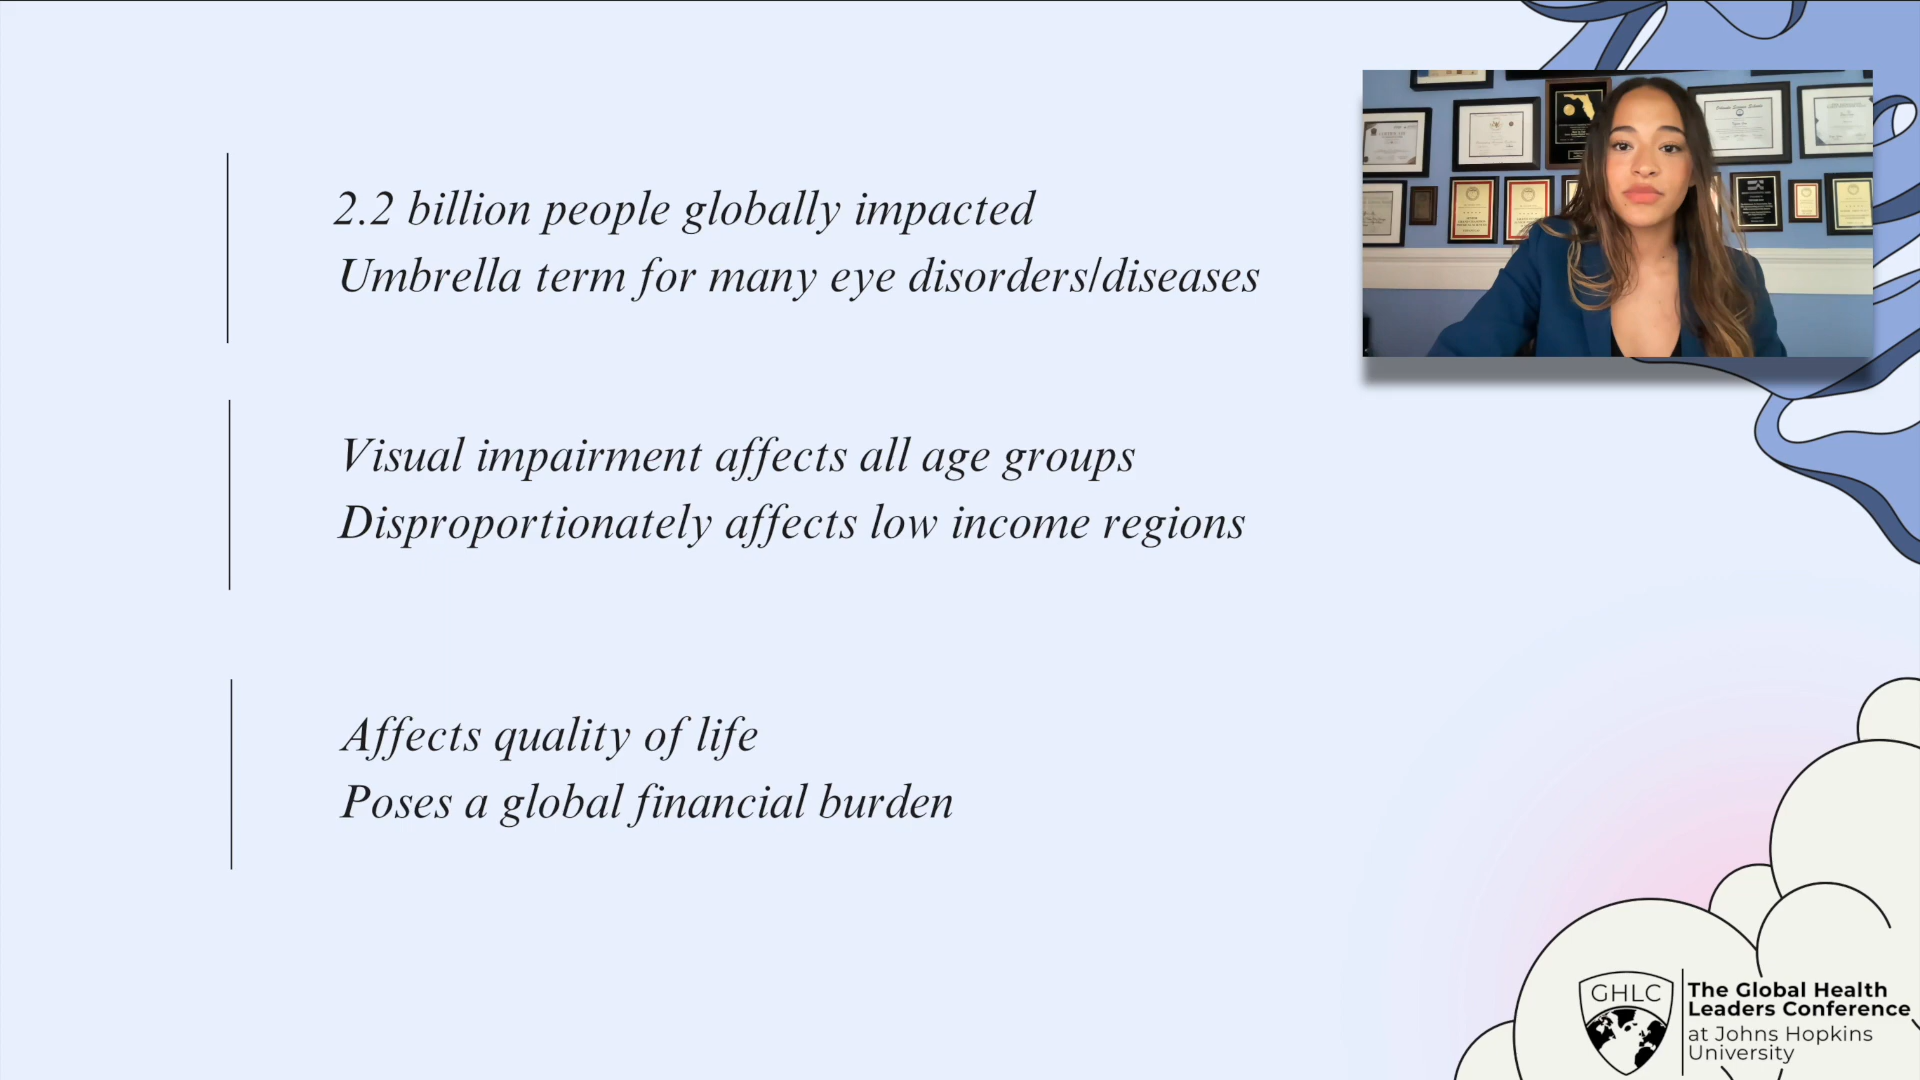 2.2 billion people globally impacted
Umbrella term for many eye disorders/diseases
Visual impairment affects all age groups
Disproportionately affects low income regions
Affects quality of life
Poses a global financial burden
GHLC
The Global Health
Leaders Conference
at Johns Hopkins
University